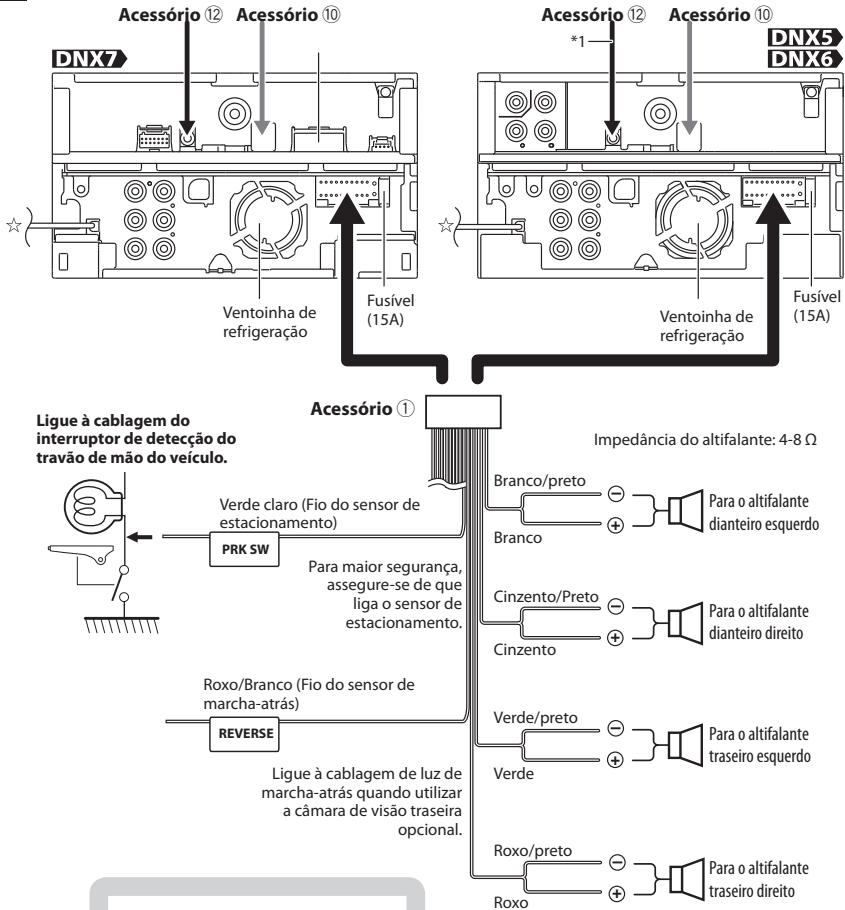 Acessório ⑫ Acessório ⑩
DNX7
Acessório ⑫ Acessório ⑩
*1
DNX5
DNX6
☆
☆
Ventoinha de
refrigeração
Fusível
(15A)
Ventoinha de
refrigeração
Fusível
(15A)
Acessório ①
Ligue à cablagem do
interruptor de detecção do
travão de mão do veículo.
Impedância do altifalante: 4-8 Ω
Verde claro (Fio do sensor de
estacionamento)
PRK SW
Para maior segurança,
assegure-se de que
liga o sensor de
estacionamento.
Branco/preto
⊖
⊕
Branco
Para o altifalante
dianteiro esquerdo
Cinzento/Preto
⊖
⊕
Cinzento
Para o altifalante
dianteiro direito
Roxo/Branco (Fio do sensor de
marcha-atrás)
REVERSE
Ligue à cablagem de luz de
marcha-atrás quando utilizar
a câmara de visão traseira
opcional.
Verde/preto
⊖
⊕
Verde
Para o altifalante
traseiro esquerdo
Roxo/preto
⊖
⊕
Roxo
Para o altifalante
traseiro direito